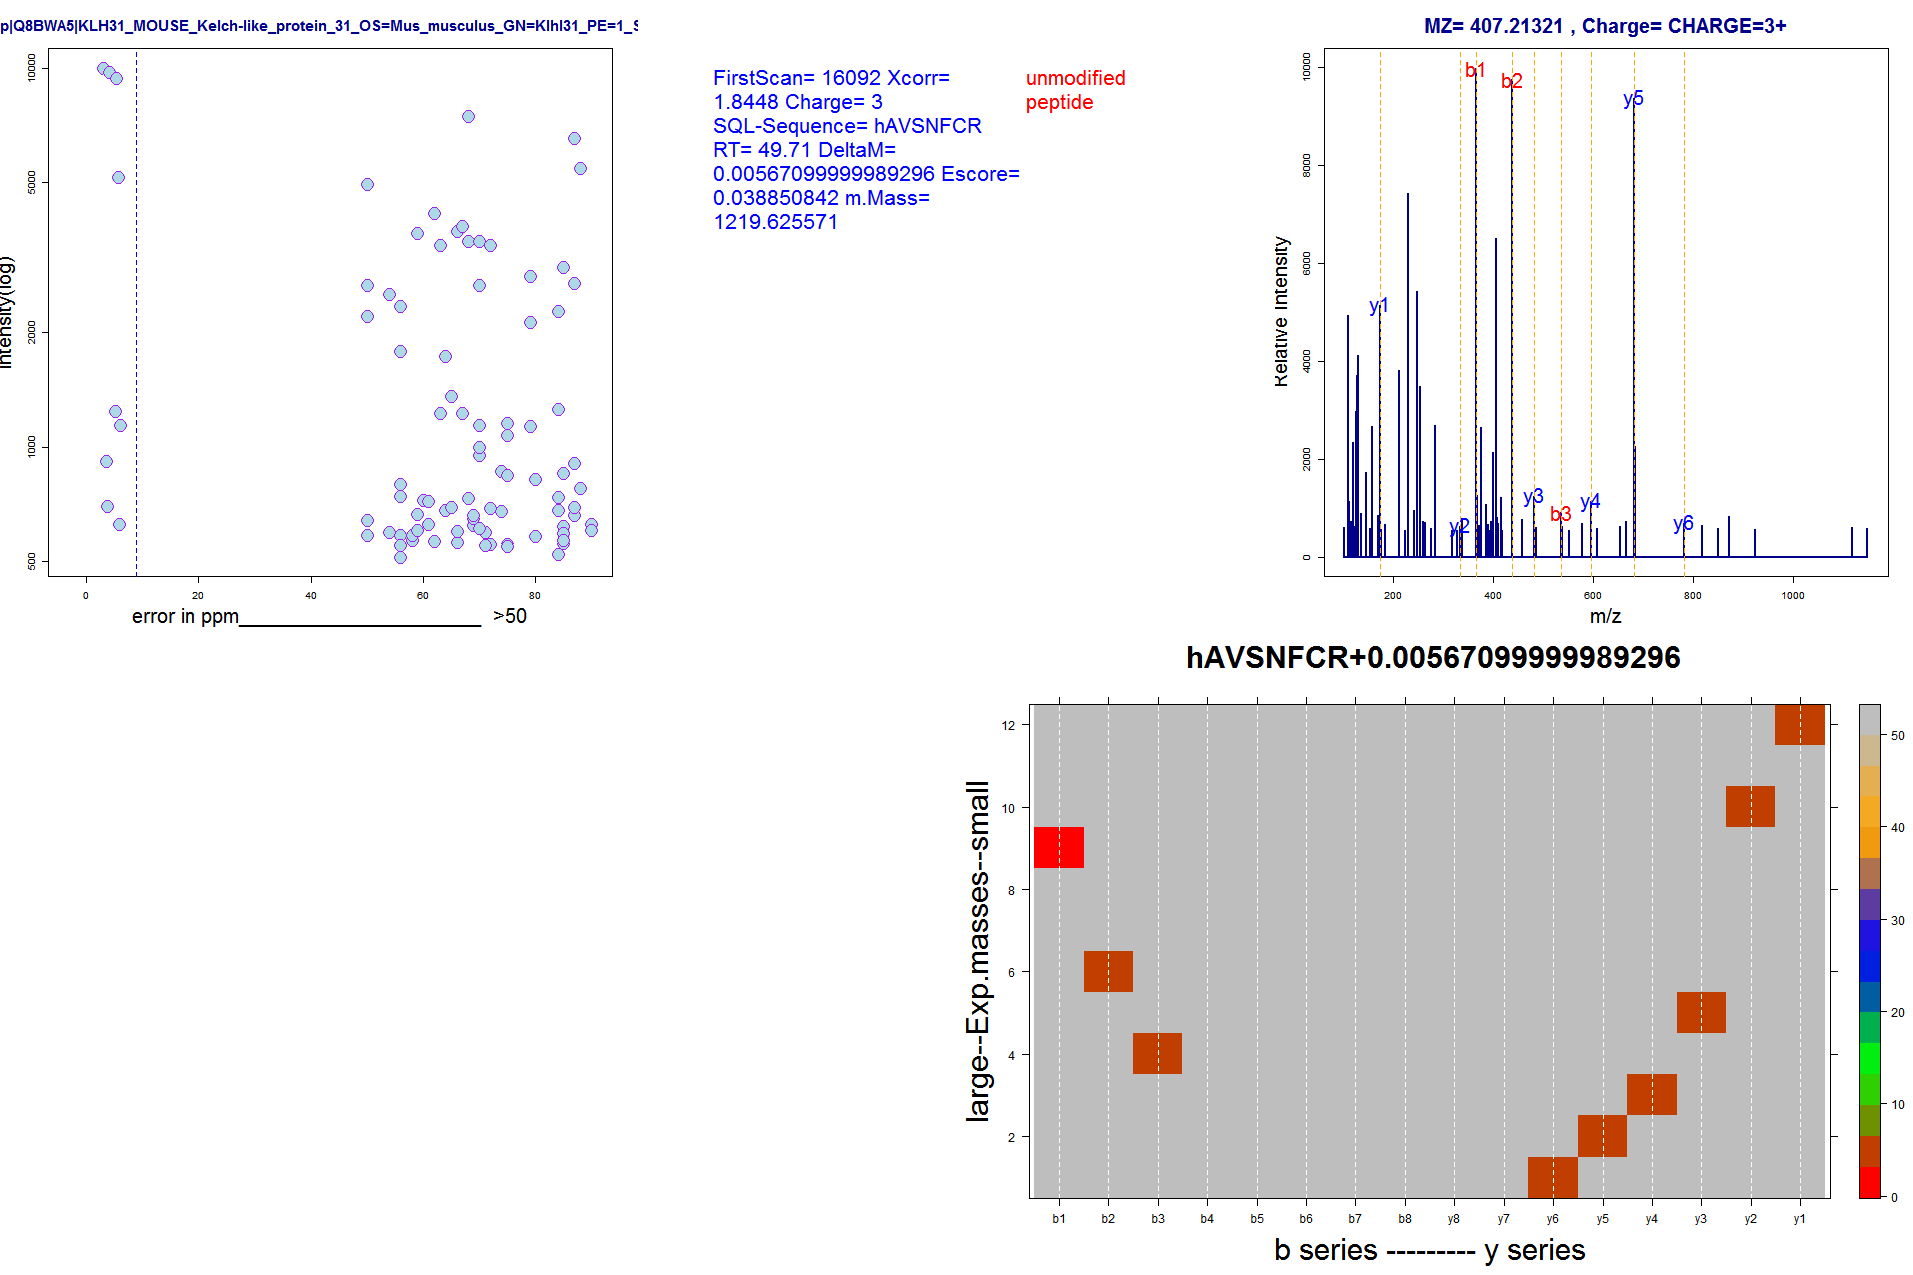 p|Q8BWA5|KLH31_MOUSE_Kelch-like_protein_31_OS=Mus_musculus_GN=Klhl31_PE=1_S
10000
5000
2000
1000
500
intensity(log)
0 20 40 60 80
error in ppm______________________ >50
FirstScan= 16092 Xcorr=
1.8448 Charge= 3
SQL-Sequence= hAVSNFCR
RT= 49.71 DeltaM=
0.00567099999989296 Escore=
0.038850842 m.Mass=
1219.625571
unmodified
peptide
MZ= 407.21321 , Charge= CHARGE=3+
Relative Intensity
10000
8000
6000
4000
2000
0
b1
b2
y5
y1
y3
b3
y4
y2
y6
200 400 600 800 1000
m/z
hAVSNFCR+0.00567099999989296
large--Exp.masses--small
12
10
8
6
4
2
b1 b2 b3 b4 b5 b6 b7 b8 y8 y7 y6 y5 y4 y3 y2 y1
b series --------- y series
50
40
30
20
10
0